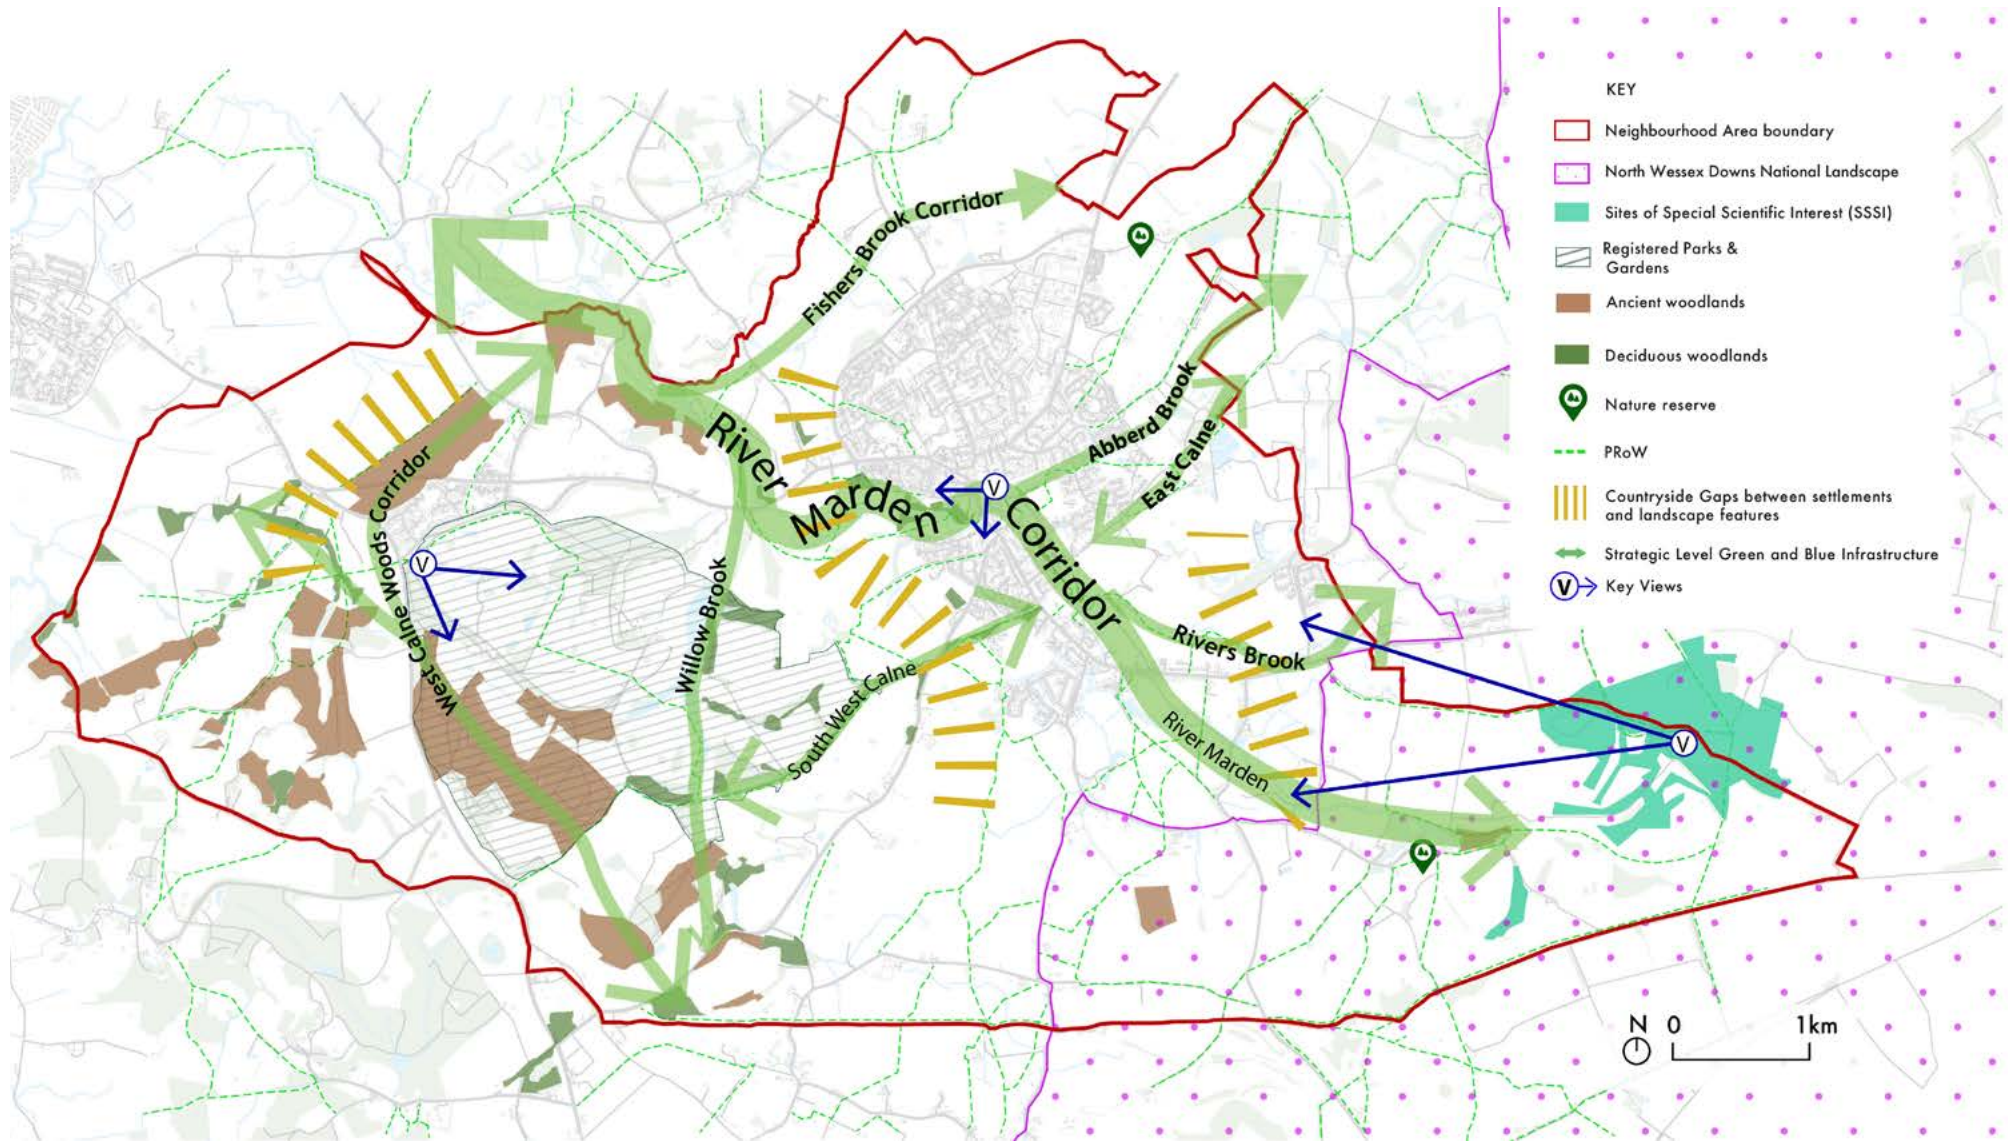 KEY
Neighbourhood Area boundary
North Wessex Downs National Landscape
Sites of Special Scientific Interest (SSSI)
Registered Parks &
Gardens
Ancient woodlands
Deciduous woodlands
Nature reserve
PRoW
Countryside Gaps between settlements
and landscape features
Strategic Level Green and Blue Infrastructure
V
Key Views
Fishers Brook Corridor
River
Marden
Corridor
Abberd Brook
East Calne
V
West Calne Woods Corridor
V
Willow Brook
South West Calne
Rivers Brook
River Marden
V
N
0
1km